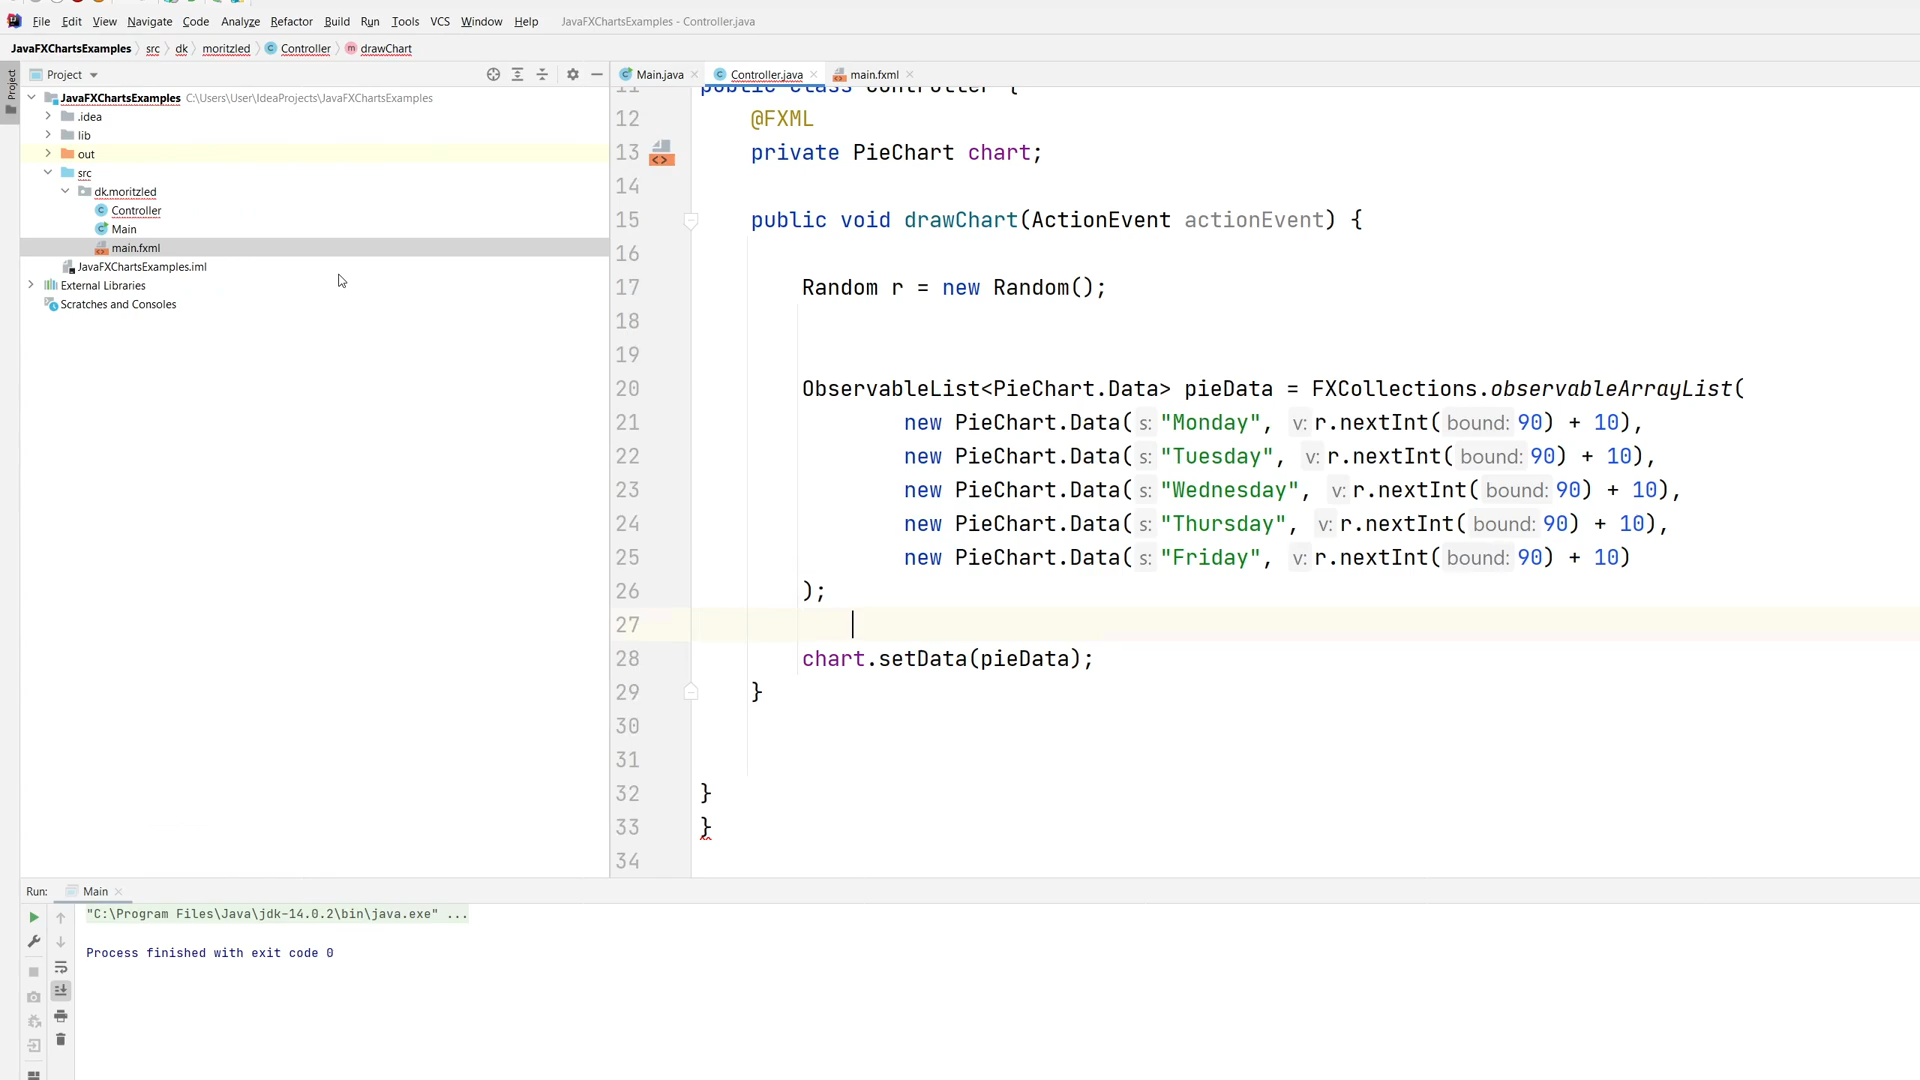 File Edit View Navigate Code Analyze Refactor Build Run Tools VCS Window Help JavaFXChartsExamples - Controller.java
JavaFXChartsExamples src dk moritzled Controller drawChart
Project
Project
Main.java Controller.java main.fxml
JavaFXChartsExamples C:\Users\User\IdeaProjects\JavaFXChartsExamples
.idea
lib
out
src
dk.moritzled
Controller
Main
main.fxml
JavaFXChartsExamples.iml
External Libraries
Scratches and Consoles
11 public class Controller {
12 @FXML
13 private PieChart chart;
14
15 public void drawChart(ActionEvent actionEvent) {
16
17 Random r = new Random();
18
19
20 ObservableList<PieChart.Data> pieData = FXCollections.observableArrayList(
21 new PieChart.Data( s: "Monday", v: r.nextInt( bound: 90) + 10),
22 new PieChart.Data( s: "Tuesday", v: r.nextInt( bound: 90) + 10),
23 new PieChart.Data( s: "Wednesday", v: r.nextInt( bound: 90) + 10),
24 new PieChart.Data( s: "Thursday", v: r.nextInt( bound: 90) + 10),
25 new PieChart.Data( s: "Friday", v: r.nextInt( bound: 90) + 10)
26 );
27
28 chart.setData(pieData);
29 }
30
31
32 }
33 }
34
Run: Main
"C:\Program Files\Java\jdk-14.0.2\bin\java.exe" ...
Process finished with exit code 0